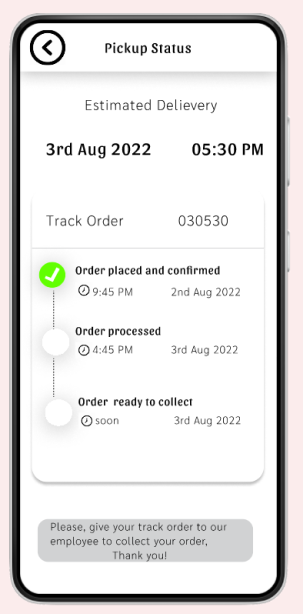 Pickup Status
Estimated Delievery
3rd Aug 2022 05:30 PM
Track Order 030530
Order placed and confirmed
9:45 PM 2nd Aug 2022
Order processed
4:45 PM 3rd Aug 2022
Order ready to collect
soon 3rd Aug 2022
Please, give your track order to our
employee to collect your order,
Thank you!